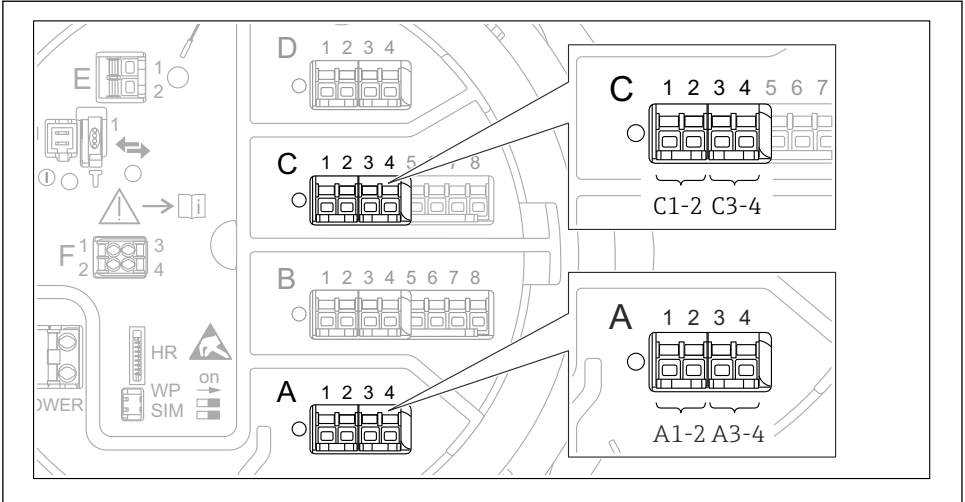 D 1 2 3 4
E 1
2
C 1 2 3 4 5 6 7
C1-2 C3-4
1
C 1 2 3 4 5 6 7 8
i
F 1 3
2 4
B 1 2 3 4 5 6 7 8
A 1 2 3 4
A1-2 A3-4
HR
WP on
SIM
OWER
A 1 2 3 4